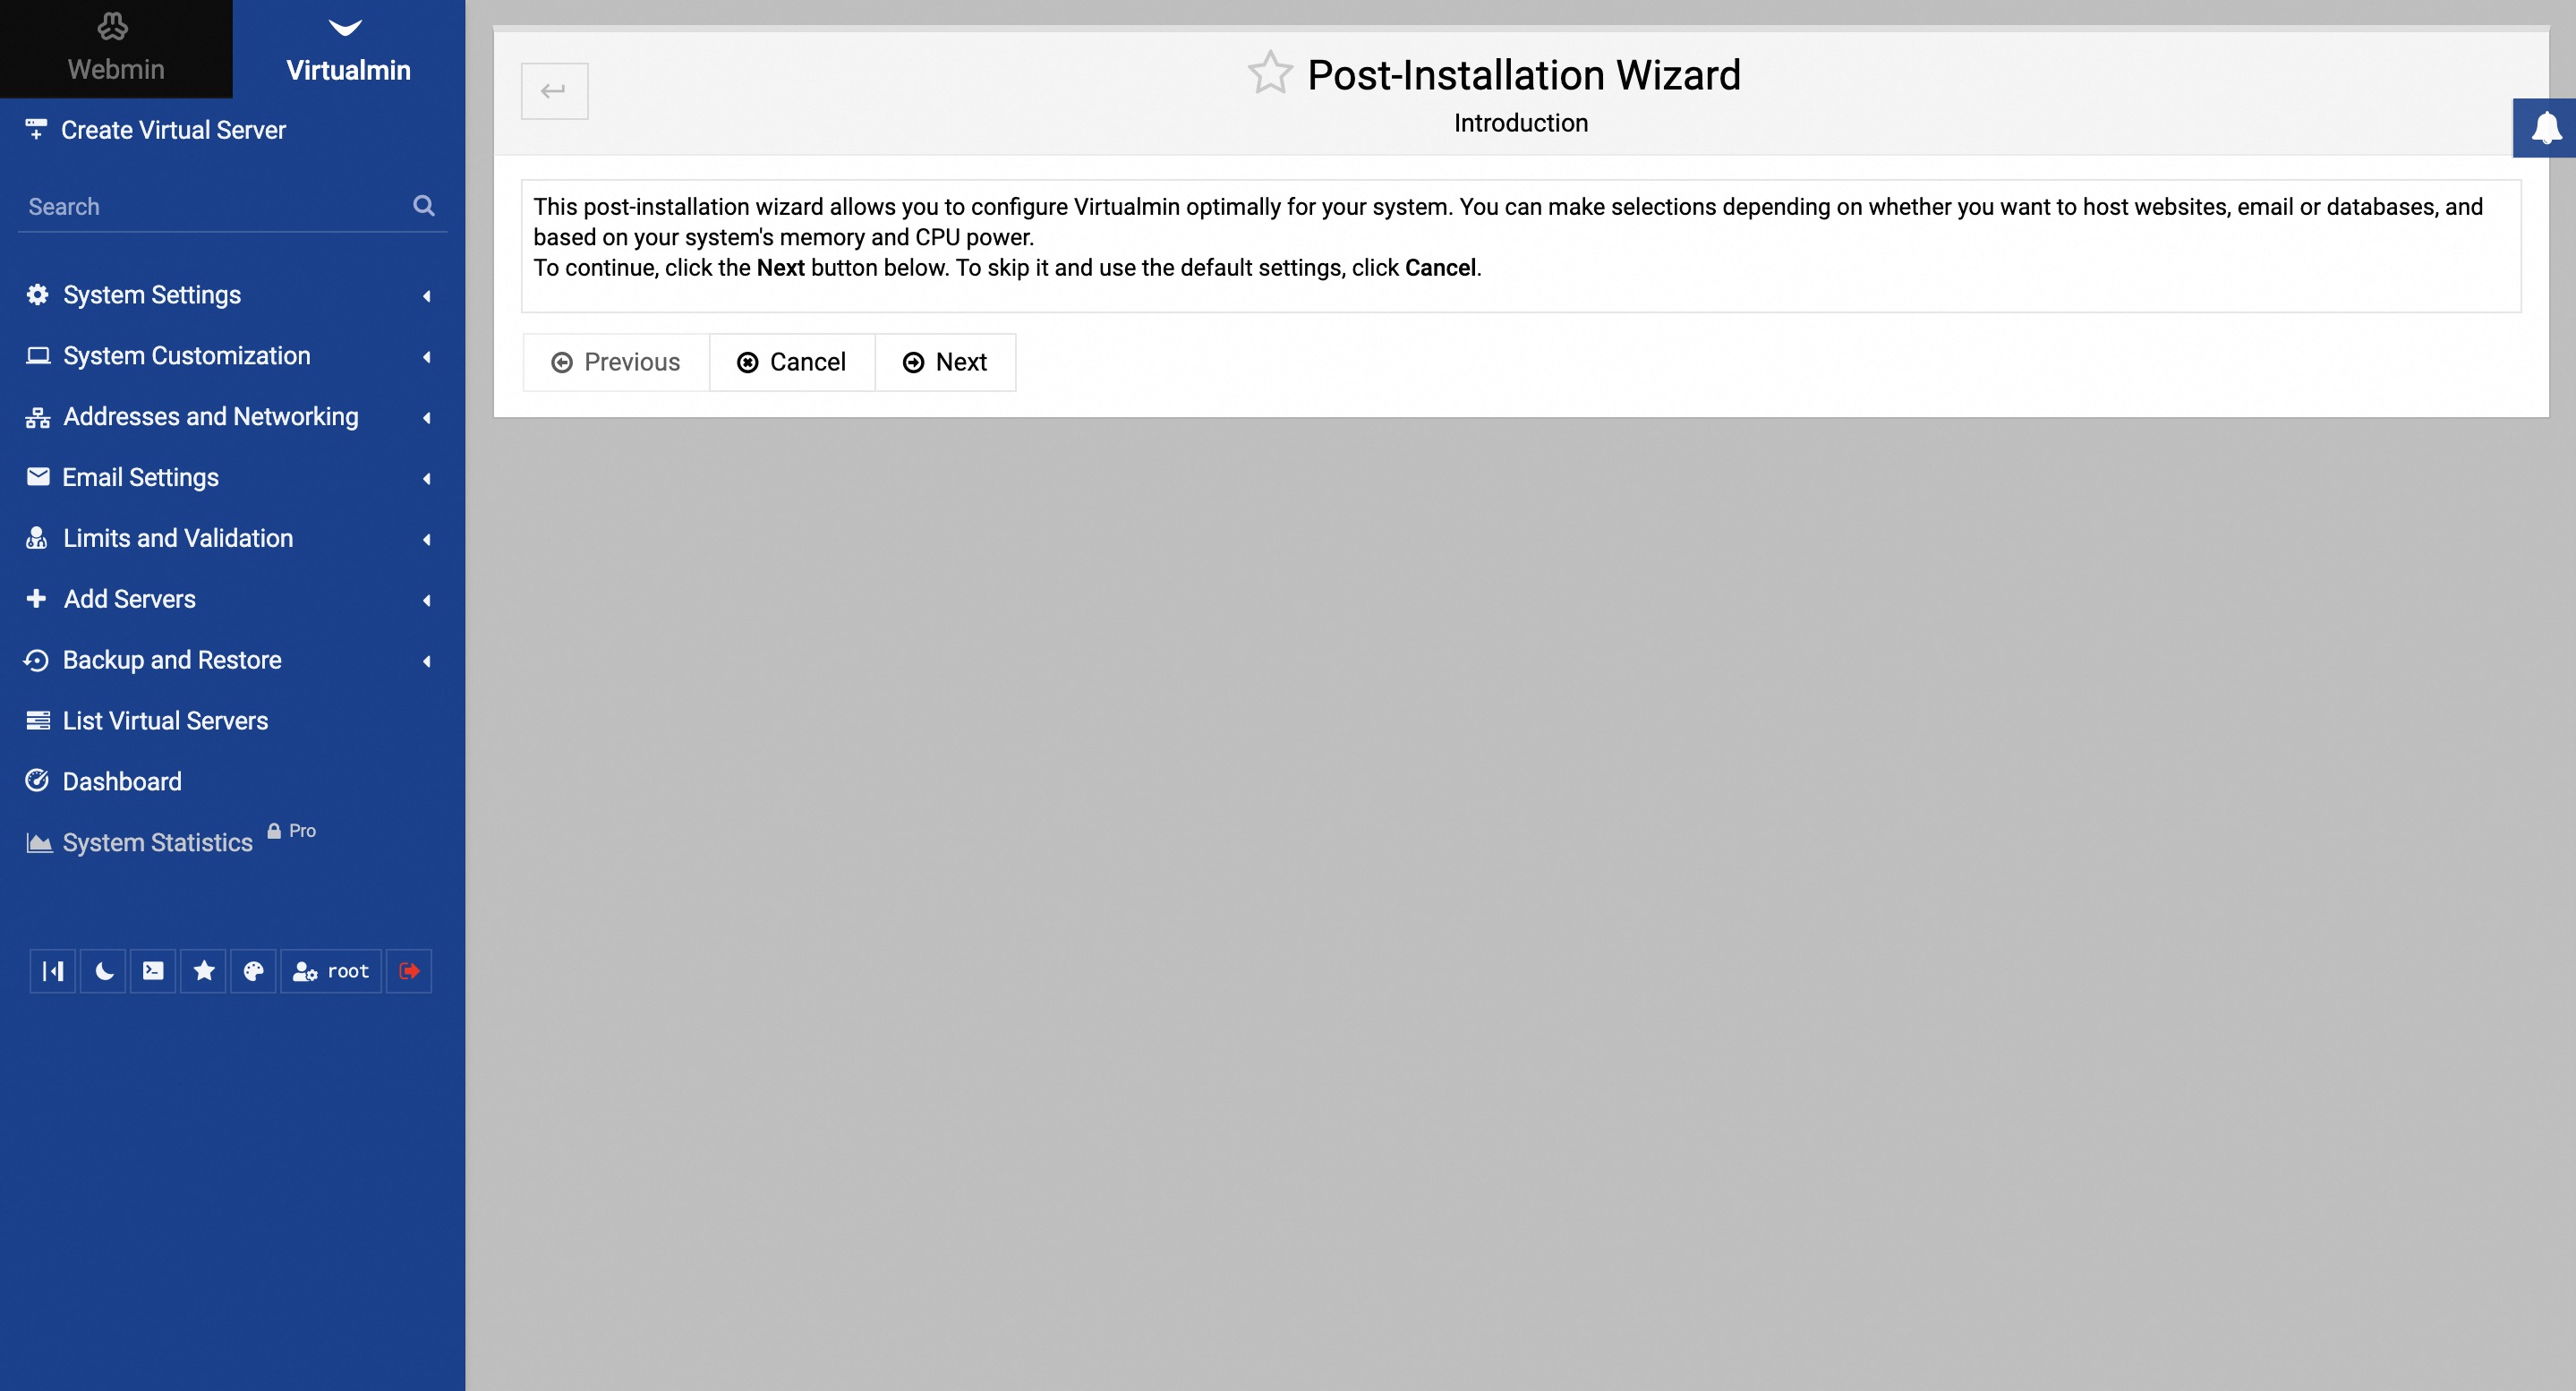 Webmin
Virtualmin
Create Virtual Server
Search
System Settings
System Customization
Addresses and Networking
Email Settings
Limits and Validation
Add Servers
Backup and Restore
List Virtual Servers
Dashboard
System Statistics Pro
root
Post-Installation Wizard
Introduction
This post-installation wizard allows you to configure Virtualmin optimally for your system. You can make selections depending on whether you want to host websites, email or databases, and
based on your system's memory and CPU power.
To continue, click the Next button below. To skip it and use the default settings, click Cancel.
Previous Cancel Next